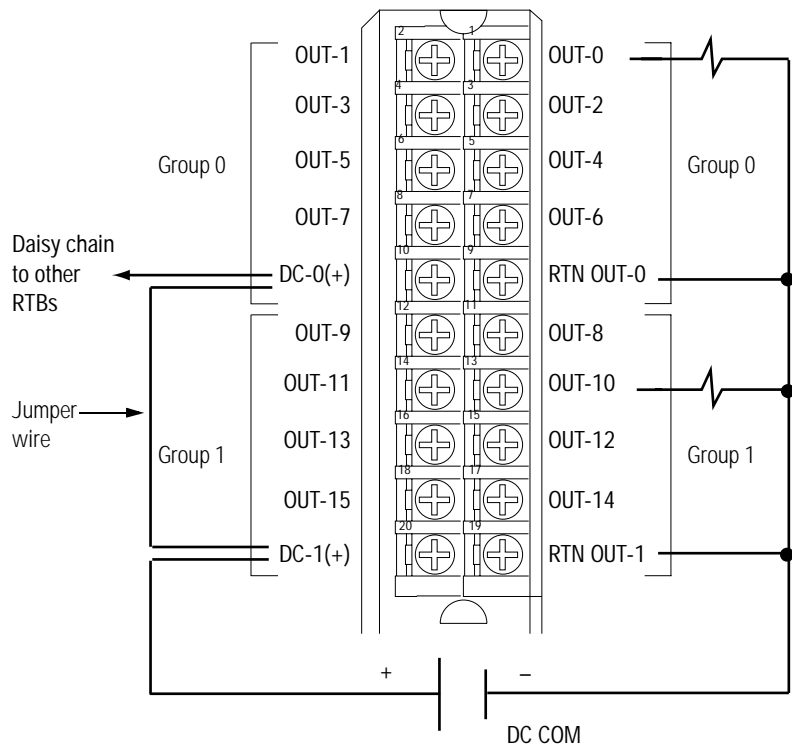 2 1
OUT-1 OUT-0
4 3
OUT-3 OUT-2
6 5
Group 0 OUT-5 OUT-4 Group 0
8 7
OUT-7 OUT-6
Daisy chain
to other
RTBs
10 9
DC-0(+) RTN OUT-0
12 11
OUT-9 OUT-8
14 13
OUT-11 OUT-10
Jumper
wire
16 15
Group 1 OUT-13 OUT-12 Group 1
18 17
OUT-15 OUT-14
20 19
DC-1(+) RTN OUT-1
+ –
DC COM